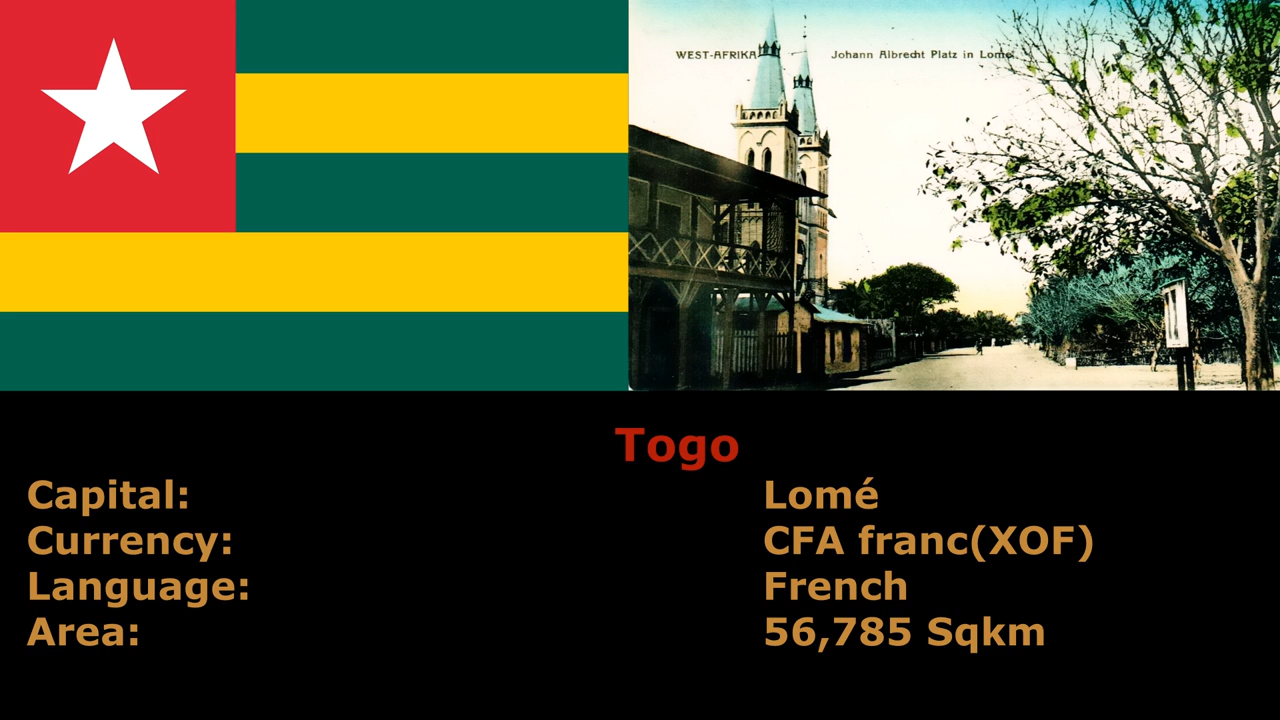 WEST-AFRIKA
Johann Albrecht Platz in Lome
Togo
Capital: Lomé
Currency: CFA franc(XOF)
Language: French
Area: 56,785 Sqkm